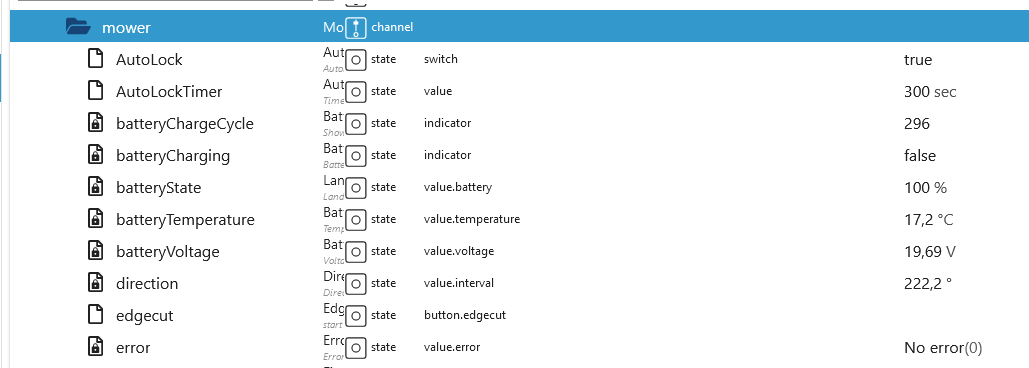 mower Mo channel
AutoLock Aut Auto. state switch true
AutoLockTimer Aut Time state value 300 sec
batteryChargeCycle Bat Shov state indicator 296
batteryCharging Bat Batte state indicator false
batteryState Lan Land state value.battery 100 %
batteryTemperature Bat Temp state value.temperature 17,2 °C
batteryVoltage Bat Volta state value.voltage 19,69 V
direction Dire Direc state value.interval 222,2 °
edgecut Edg start state button.edgecut
error Erro Error state value.error No error(0)